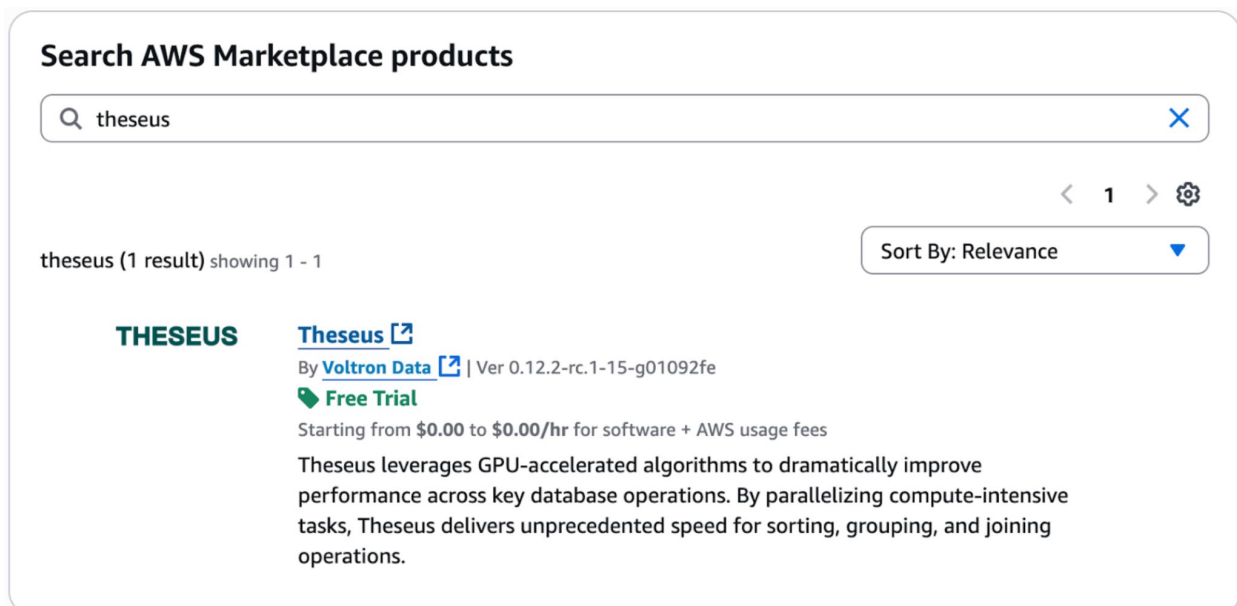 Search AWS Marketplace products
theseus
1
theseus (1 result) showing 1 - 1
Sort By: Relevance
THESEUS
Theseus
By Voltron Data | Ver 0.12.2-rc.1-15-g01092fe
Free Trial
Starting from $0.00 to $0.00/hr for software + AWS usage fees
Theseus leverages GPU-accelerated algorithms to dramatically improve
performance across key database operations. By parallelizing compute-intensive
tasks, Theseus delivers unprecedented speed for sorting, grouping, and joining
operations.